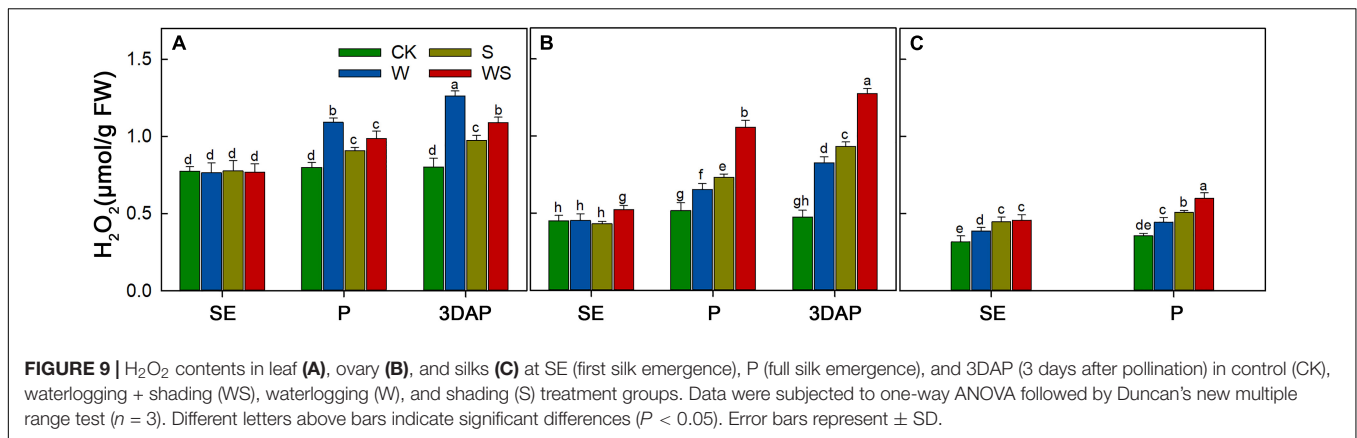 A
CK
S
W
WS
B
C
1.5
1.0
0.5
0.0
H₂O₂(μmol/g FW)
d d d d
d b c c
d a c b
h h h g
g f e b
gh d c a
e d c c
de c b a
SE P 3DAP
SE P 3DAP
SE P
FIGURE 9 | H₂O₂ contents in leaf (A), ovary (B), and silks (C) at SE (first silk emergence), P (full silk emergence), and 3DAP (3 days after pollination) in control (CK),
waterlogging + shading (WS), waterlogging (W), and shading (S) treatment groups. Data were subjected to one-way ANOVA followed by Duncan's new multiple
range test (n = 3). Different letters above bars indicate significant differences (P < 0.05). Error bars represent ± SD.